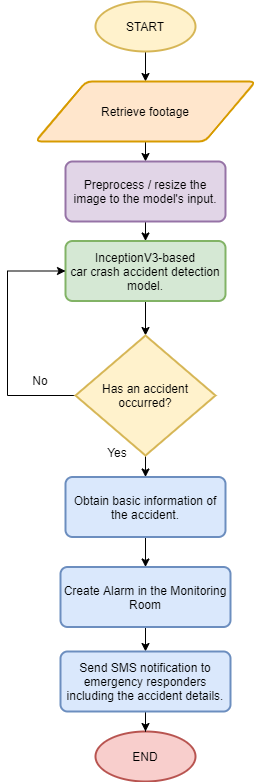 START
Retrieve footage
Preprocess / resize the
image to the model's input.
InceptionV3-based
car crash accident detection
model.
No
Has an accident
occurred?
Yes
Obtain basic information of
the accident.
Create Alarm in the Monitoring
Room
Send SMS notification to
emergency responders
including the accident details.
END